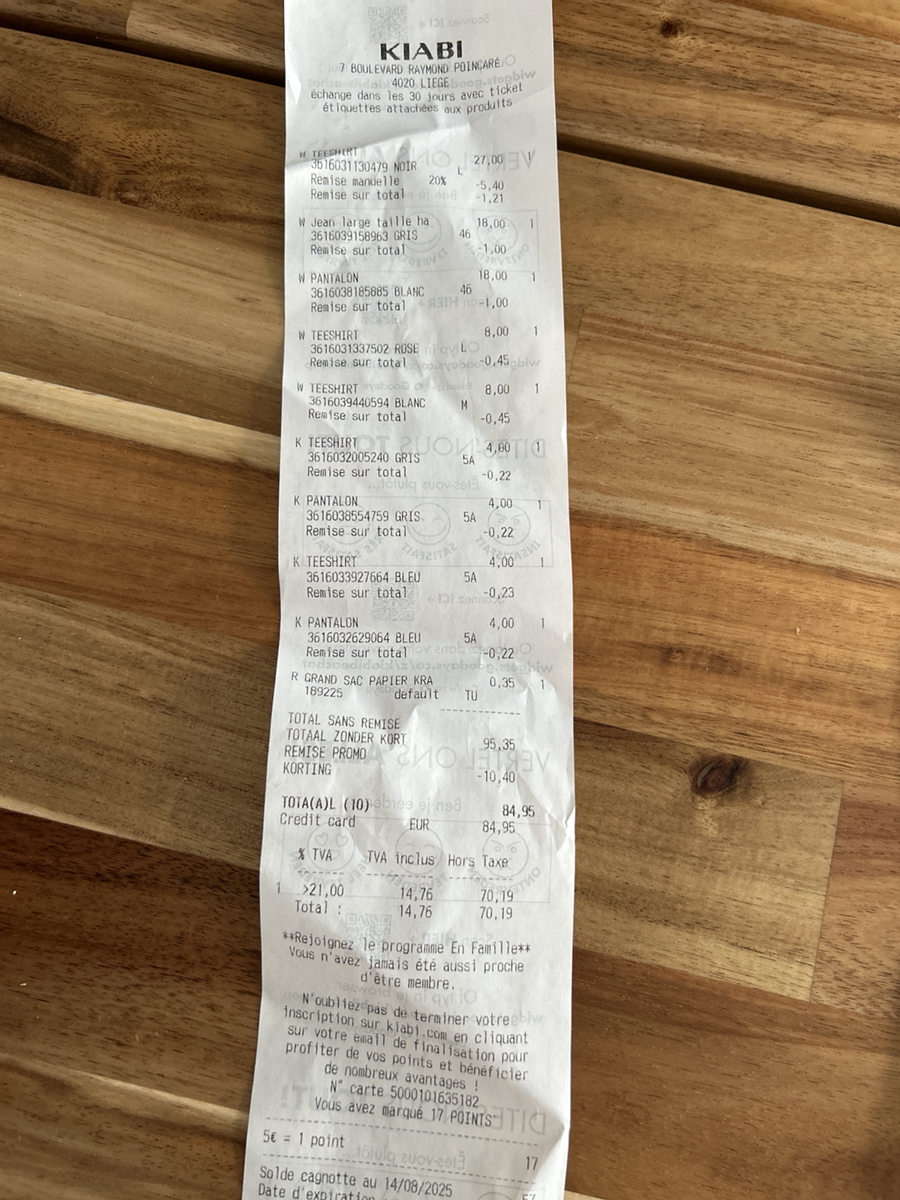 KIABI
7 BOULEVARD RAYMOND POINCARÉ
4020 LIEGE
échange dans les 30 jours avec ticket
étiquettes attachées aux produits
W TEESHIRT 27,00 1
3616031130479 NOIR L
Remise manuelle 20% -5,40
Remise sur total -1,21
W Jean large taille ha 18,00 1
3616039158963 GRIS 46
Remise sur total -1,00
W PANTALON 18,00 1
3616038185885 BLANC 46
Remise sur total -1,00
W TEESHIRT 8,00 1
3616031337502 ROSE L
Remise sur total -0,45
W TEESHIRT 8,00 1
3616039440594 BLANC M
Remise sur total -0,45
K TEESHIRT 4,00 1
3616032005240 GRIS 5A
Remise sur total -0,22
K PANTALON 4,00 1
3616038554759 GRIS 5A
Remise sur total -0,22
K TEESHIRT 4,00 1
3616033927664 BLEU 5A
Remise sur total -0,23
K PANTALON 4,00 1
3616032629064 BLEU 5A
Remise sur total -0,22
R GRAND SAC PAPIER KRA 0,35 1
189225 default TU
TOTAL SANS REMISE
TOTAAL ZONDER KORT 95,35
REMISE PROMO
KORTING -10,40
TOTA(A)L (10) 84,95
Credit card EUR 84,95
% TVA TVA inclus Hors Taxe
1 >21,00 14,76 70,19
Total : 14,76 70,19
**Rejoignez le programme En Famille**
Vous n'avez jamais été aussi proche
d'être membre.
N'oubliez pas de terminer votre
inscription sur kiabi.com en cliquant
sur votre email de finalisation pour
profiter de vos points et bénéficier
de nombreux avantages !
N° carte 5000101635182
Vous avez marqué 17 POINTS
5€ = 1 point 17
Solde cagnotte au 14/08/2025
Date d'expiration